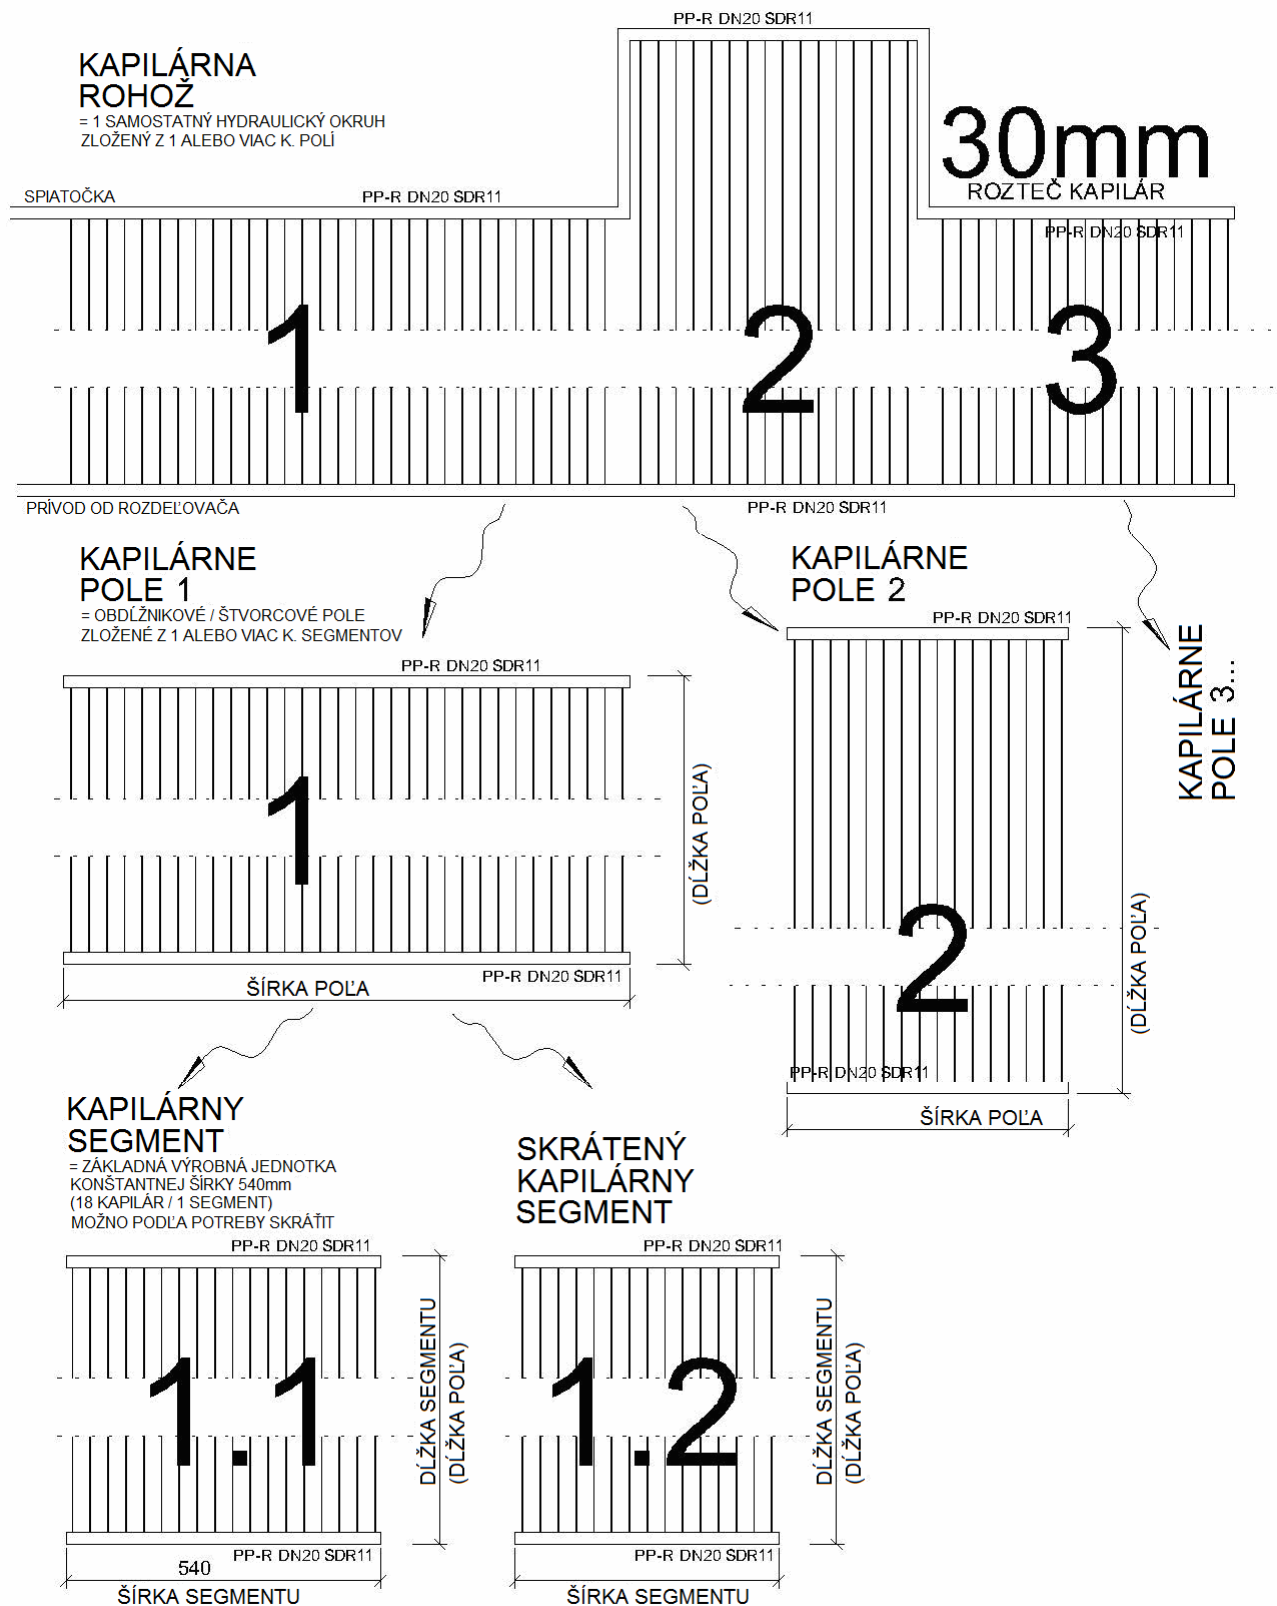 PP-R DN20 SDR11
KAPILÁRNA
ROHOŽ
= 1 SAMOSTATNÝ HYDRAULICKÝ OKRUH
ZLOŽENÝ Z 1 ALEBO VIAC K. POLÍ
30mm
ROZTEČ KAPILÁR
SPIATOČKA
PP-R DN20 SDR11
PP-R DN20 SDR11
1
2
3
PRÍVOD OD ROZDEĽOVAČA
PP-R DN20 SDR11
KAPILÁRNE
POLE 1
= OBDĹŽNIKOVÉ / ŠTVORCOVÉ POLE
ZLOŽENÉ Z 1 ALEBO VIAC K. SEGMENTOV
KAPILÁRNE
POLE 2
KAPILÁRNE
POLE 3...
PP-R DN20 SDR11
PP-R DN20 SDR11
1
(DĹŽKA POĽA)
PP-R DN20 SDR11
ŠÍRKA POĽA
2
(DĹŽKA POĽA)
PP-R DN20 SDR11
ŠÍRKA POĽA
KAPILÁRNY
SEGMENT
= ZÁKLADNÁ VÝROBNÁ JEDNOTKA
KONŠTANTNEJ ŠÍRKY 540mm
(18 KAPILÁR / 1 SEGMENT)
MOŽNO PODĽA POTREBY SKRÁTIŤ
SKRÁTENÝ
KAPILÁRNY
SEGMENT
PP-R DN20 SDR11
PP-R DN20 SDR11
1.1
DĹŽKA SEGMENTU
(DĹŽKA POĽA)
1.2
DĹŽKA SEGMENTU
(DĹŽKA POĽA)
PP-R DN20 SDR11
540
ŠÍRKA SEGMENTU
PP-R DN20 SDR11
ŠÍRKA SEGMENTU